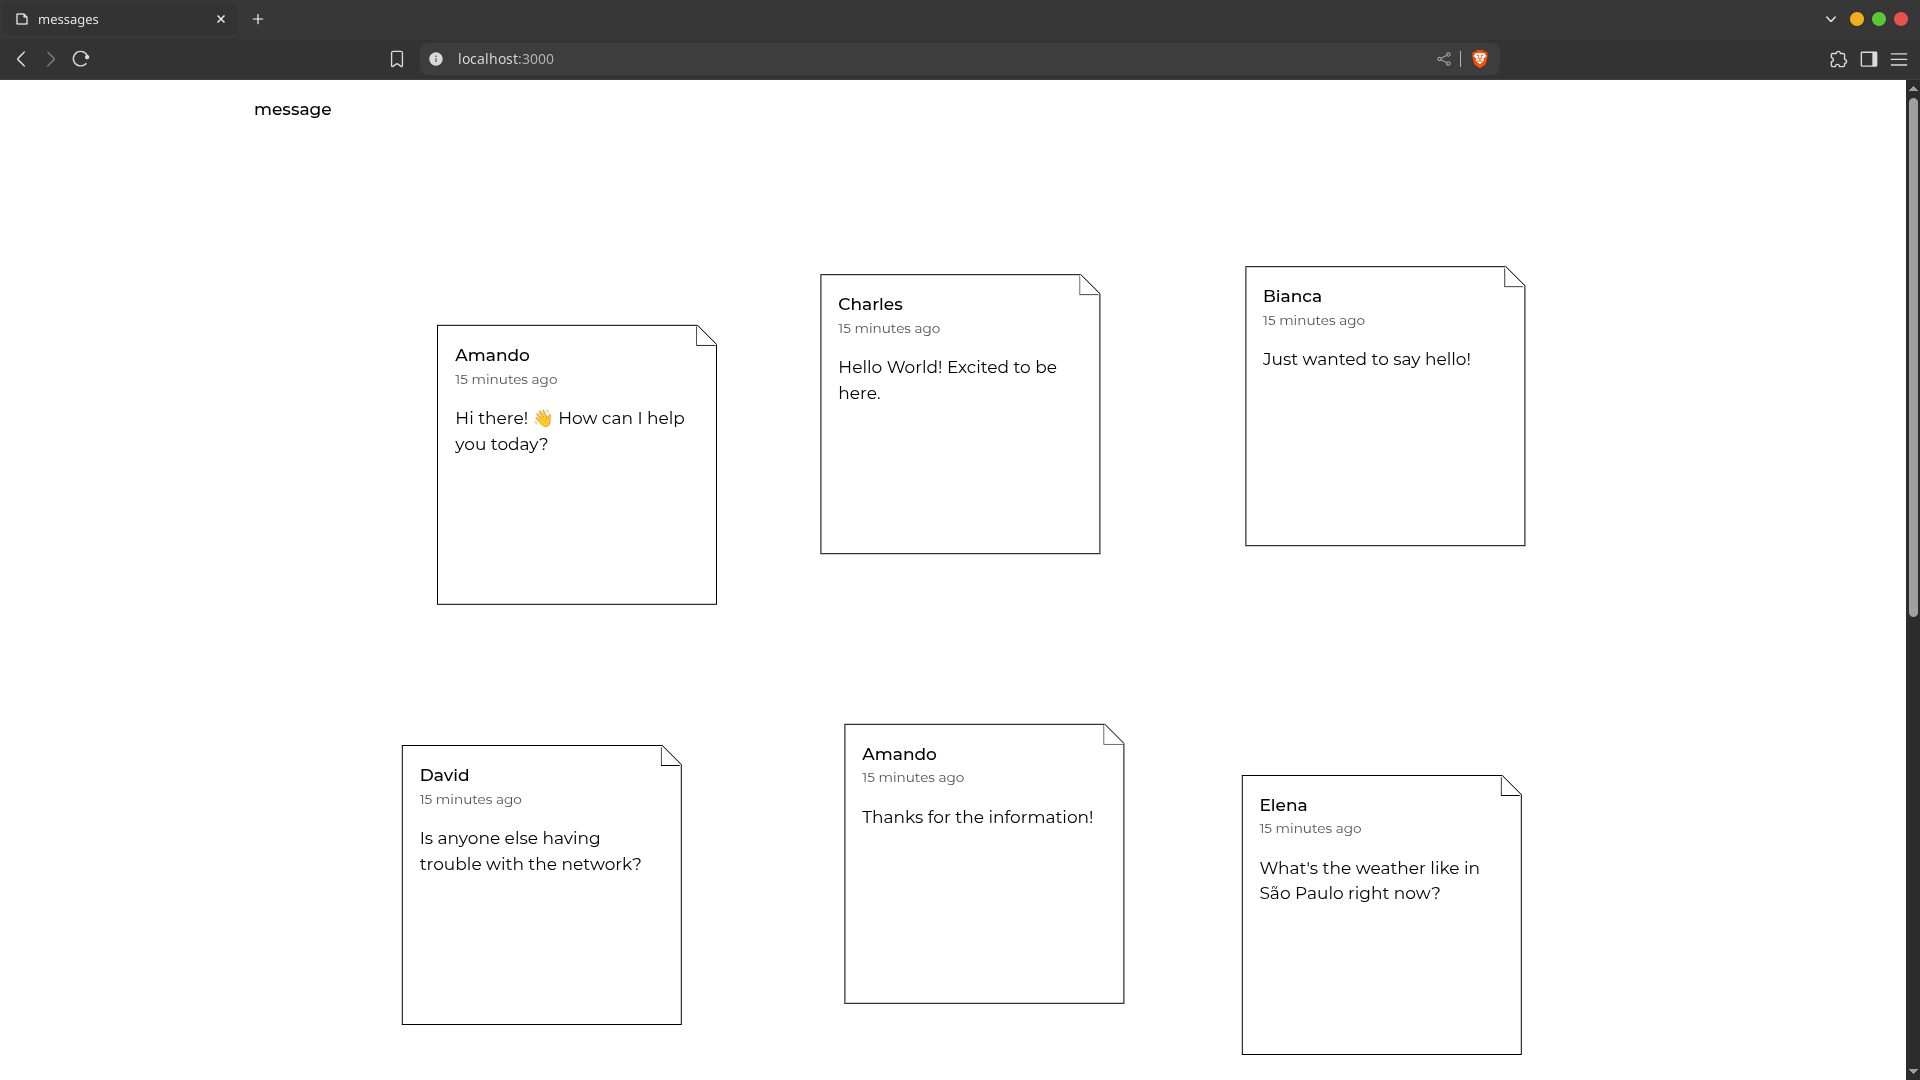 messages
localhost:3000
message
Amando
15 minutes ago
Hi there! 👋 How can I help
you today?
Charles
15 minutes ago
Hello World! Excited to be
here.
Bianca
15 minutes ago
Just wanted to say hello!
David
15 minutes ago
Is anyone else having
trouble with the network?
Amando
15 minutes ago
Thanks for the information!
Elena
15 minutes ago
What's the weather like in
São Paulo right now?